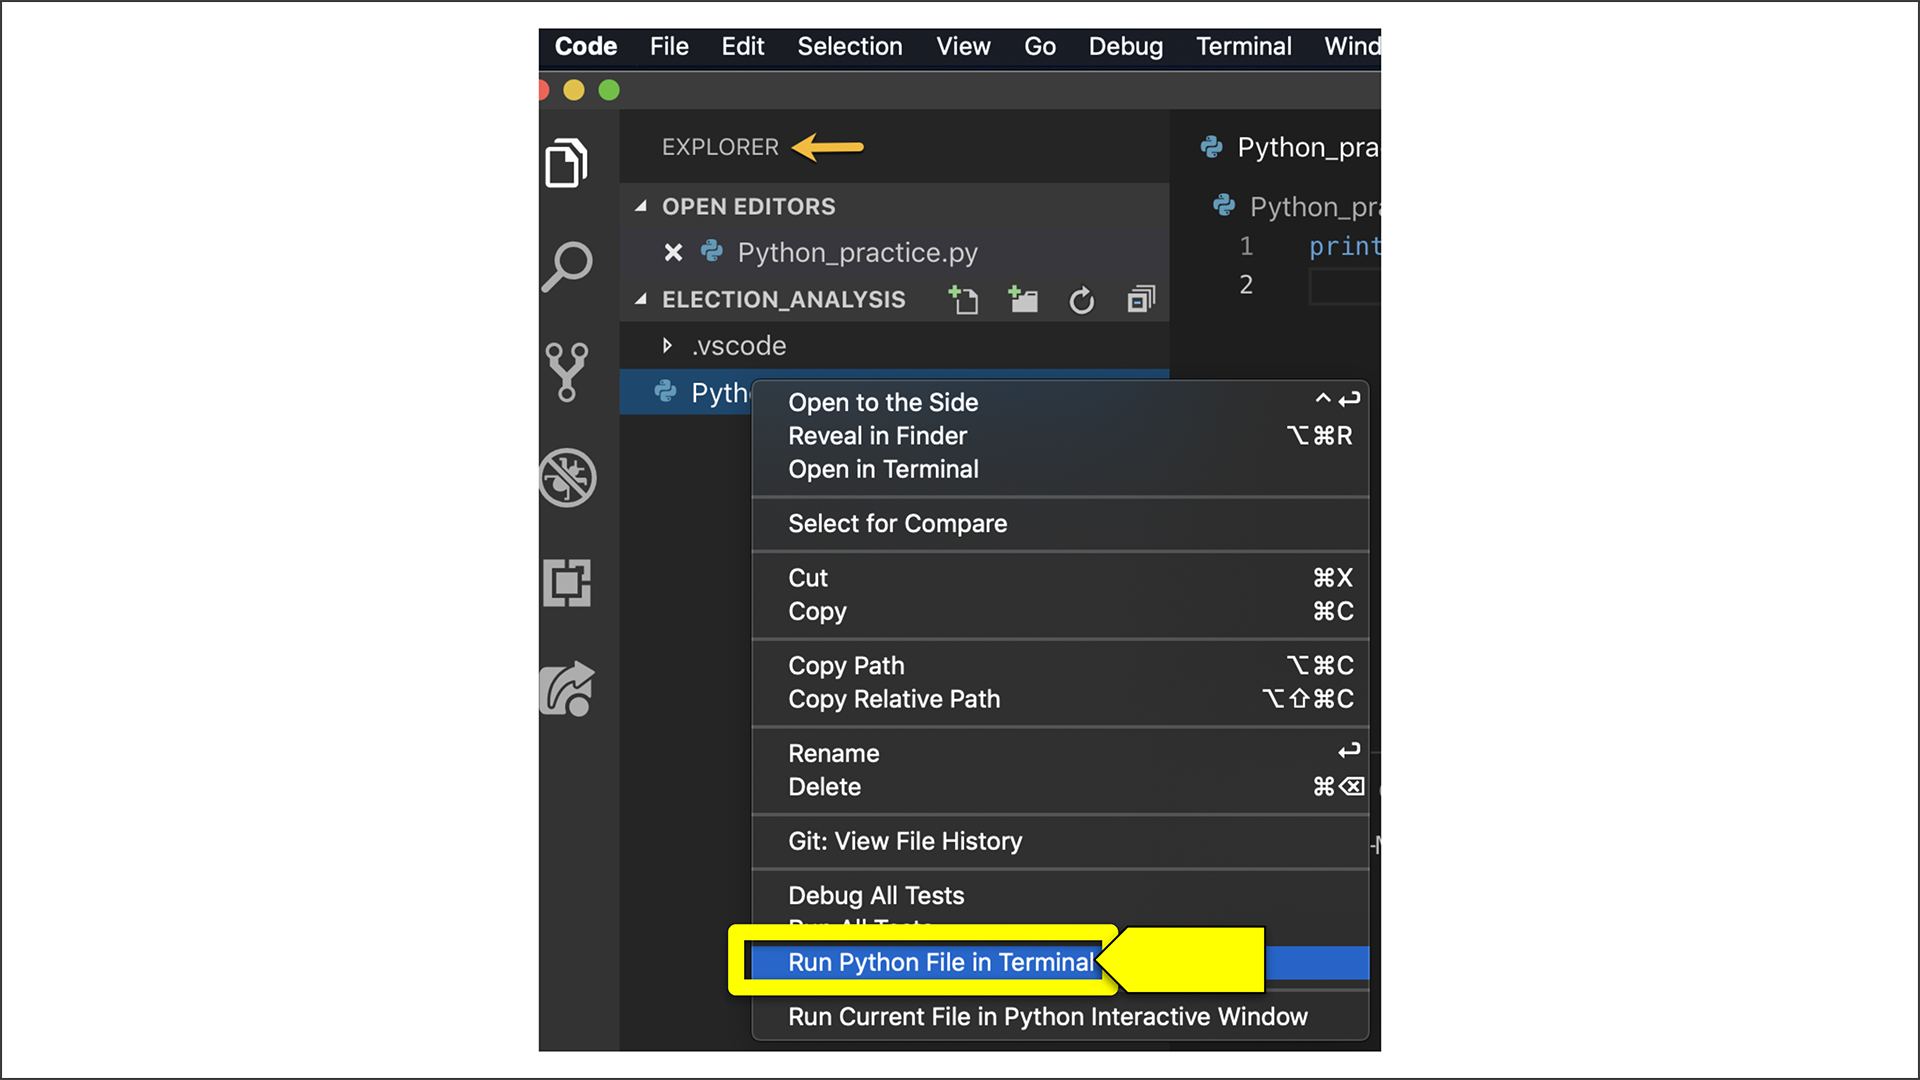 Code File Edit Selection View Go Debug Terminal Wind
EXPLORER
OPEN EDITORS
Python_practice.py
ELECTION_ANALYSIS
.vscode
Pyth
Python_pra
Python_pr
1 print
2
Open to the Side ^↩
Reveal in Finder ⌥⌘R
Open in Terminal
Select for Compare
Cut ⌘X
Copy ⌘C
Copy Path ⌥⌘C
Copy Relative Path ⌥⇧⌘C
Rename ↩
Delete ⌘⌫
Git: View File History
Debug All Tests
Run All Tests
Run Python File in Terminal
Run Current File in Python Interactive Window